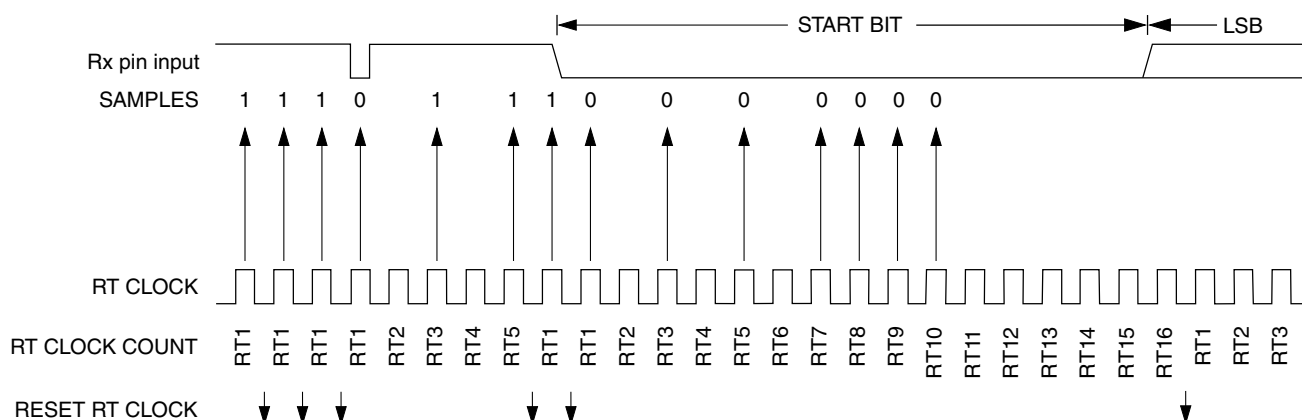 START BIT LSB
Rx pin input
SAMPLES 1 1 1 0 1 1 1 0 0 0 0 0 0 0
RT CLOCK
RT CLOCK COUNT RT1 RT1 RT1 RT1 RT2 RT3 RT4 RT5 RT1 RT1 RT2 RT3 RT4 RT5 RT6 RT7 RT8 RT9 RT10 RT11 RT12 RT13 RT14 RT15 RT16 RT1 RT2 RT3
RESET RT CLOCK